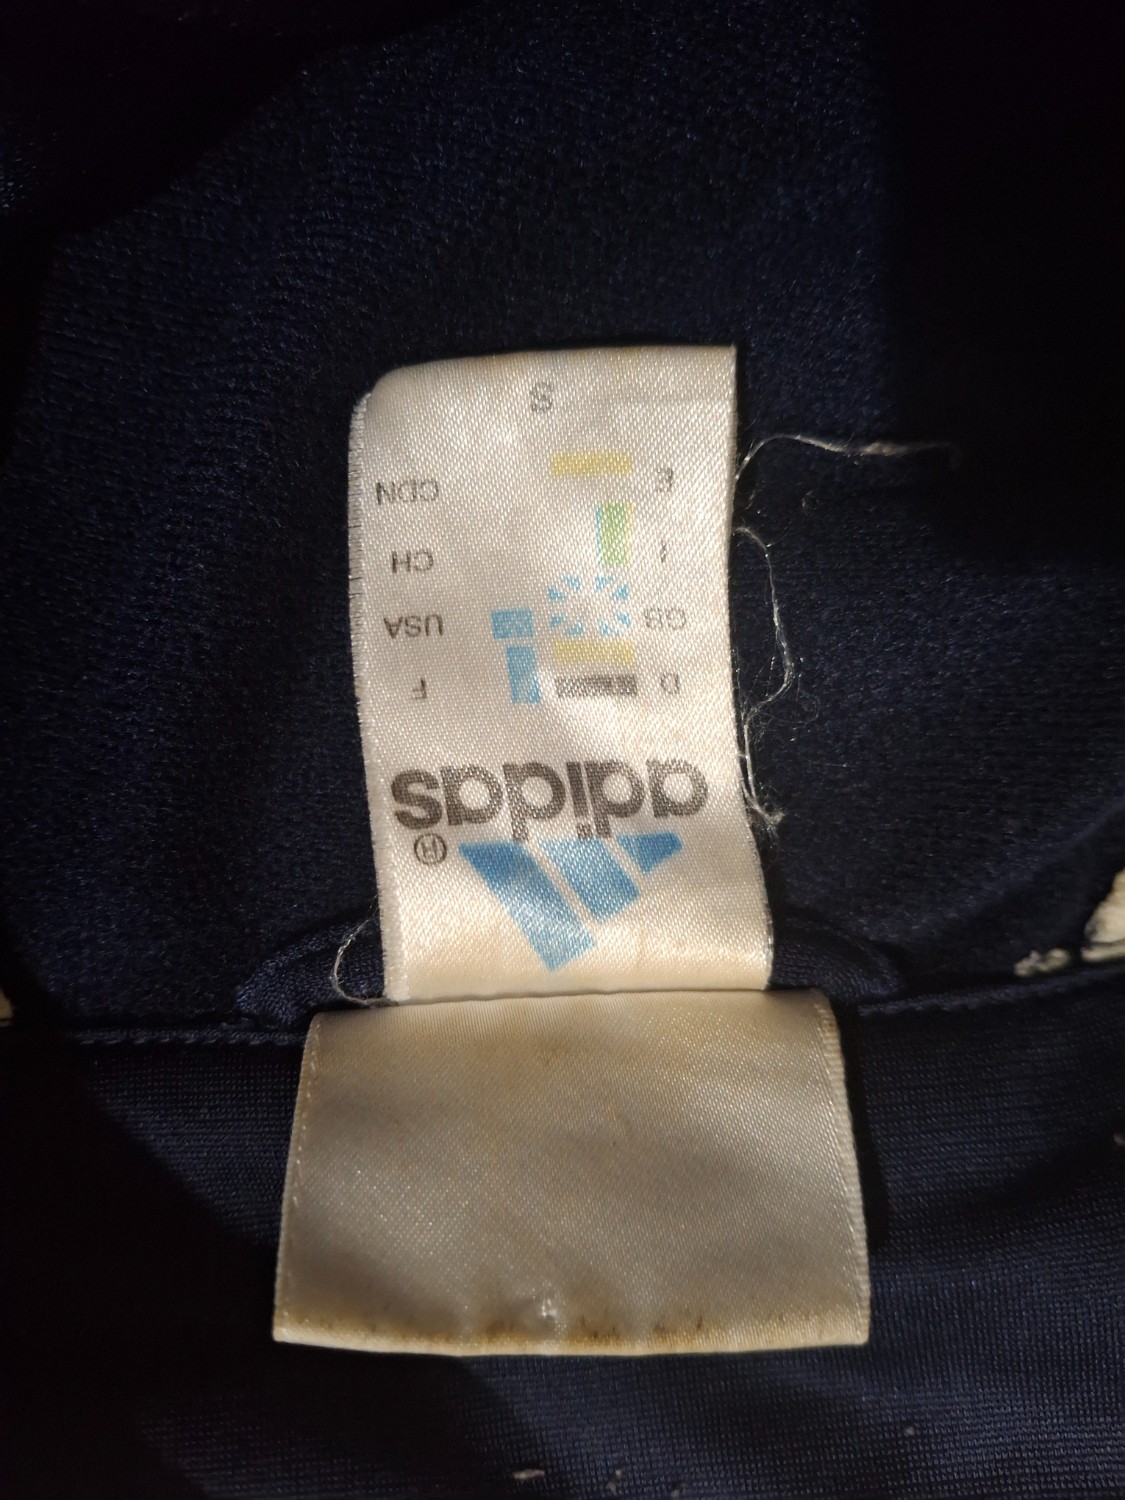 adidas®
D F
GB USA
I CH
E CDN
S